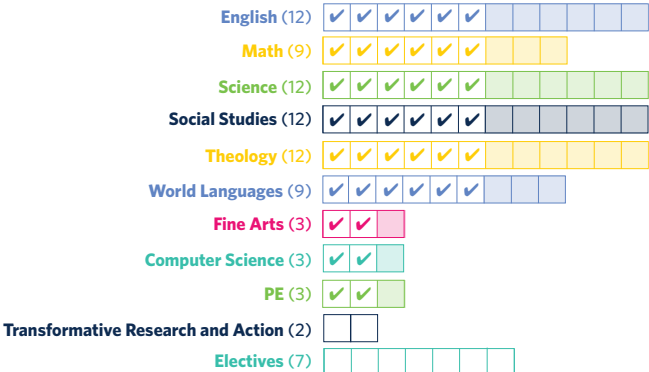 English (12)
Math (9)
Science (12)
Social Studies (12)
Theology (12)
World Languages (9)
Fine Arts (3)
Computer Science (3)
PE (3)
Transformative Research and Action (2)
Electives (7)